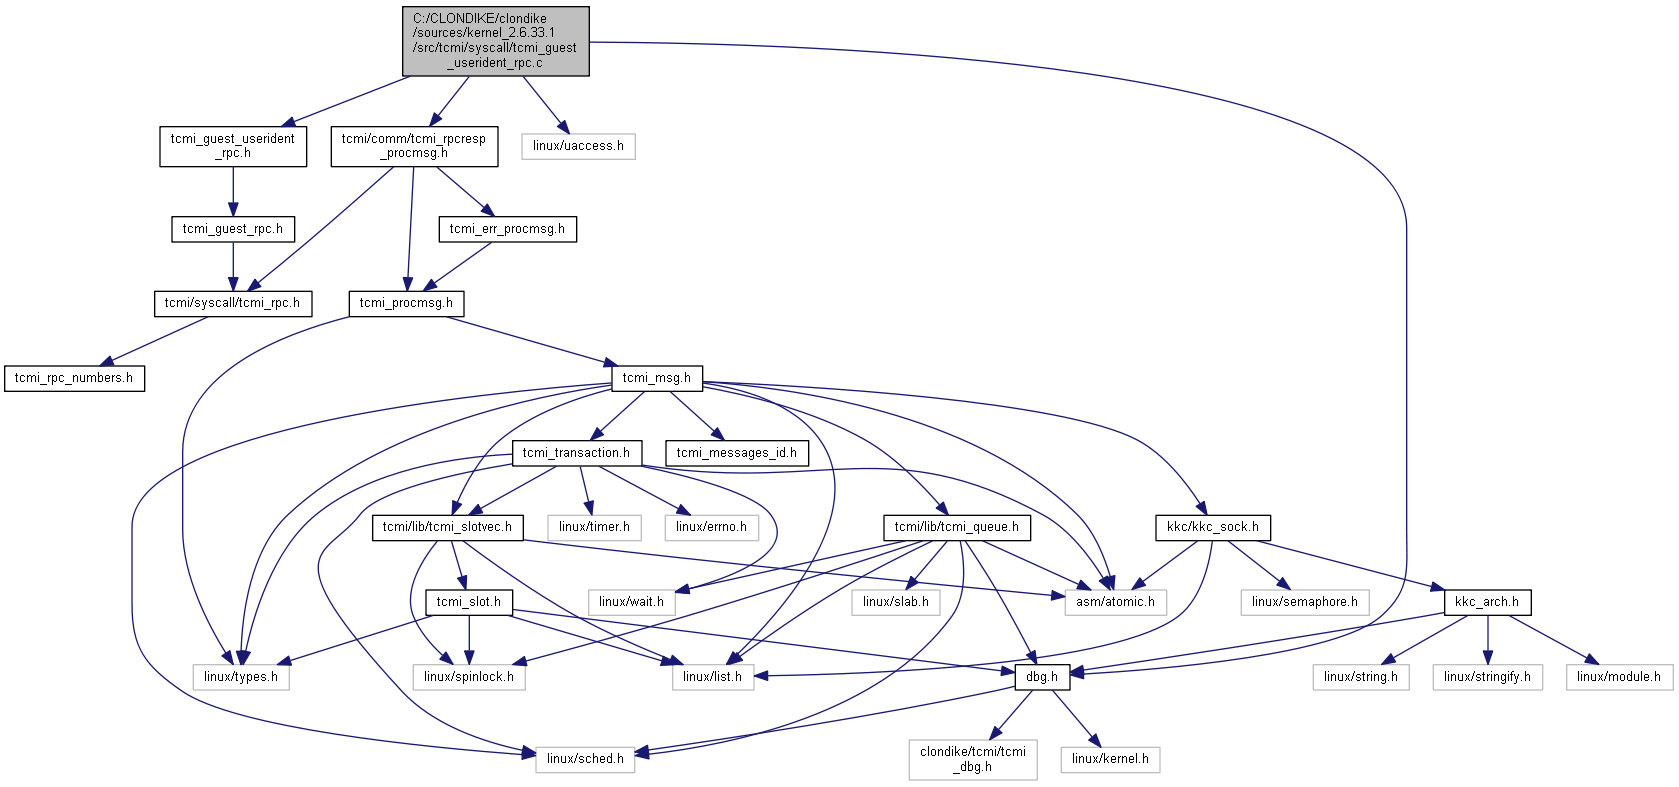 C:/CLONDIKE/clondike
/sources/kernel_2.6.33.1
/src/tcmi/syscall/tcmi_guest
_userident_rpc.c
tcmi_guest_userident
_rpc.h
tcmi/comm/tcmi_rpcresp
_procmsg.h
linux/uaccess.h
tcmi_guest_rpc.h
tcmi_err_procmsg.h
tcmi/syscall/tcmi_rpc.h
tcmi_procmsg.h
tcmi_rpc_numbers.h
tcmi_msg.h
tcmi_transaction.h
tcmi_messages_id.h
tcmi/lib/tcmi_slotvec.h
linux/timer.h
linux/errno.h
tcmi/lib/tcmi_queue.h
kkc/kkc_sock.h
tcmi_slot.h
linux/wait.h
linux/slab.h
asm/atomic.h
linux/semaphore.h
kkc_arch.h
linux/types.h
linux/spinlock.h
linux/list.h
dbg.h
linux/string.h
linux/stringify.h
linux/module.h
linux/sched.h
clondike/tcmi/tcmi
_dbg.h
linux/kernel.h